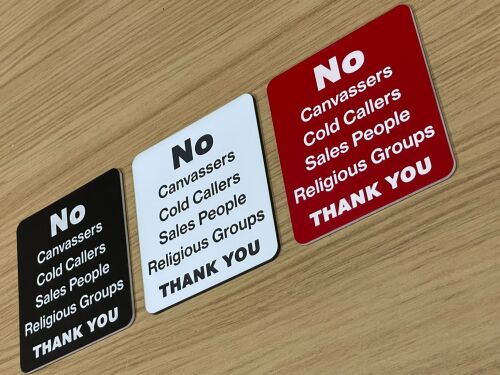 No
Canvassers
Cold Callers
Sales People
Religious Groups
THANK YOU
No
Canvassers
Cold Callers
Sales People
Religious Groups
THANK YOU
No
Canvassers
Cold Callers
Sales People
Religious Groups
THANK YOU